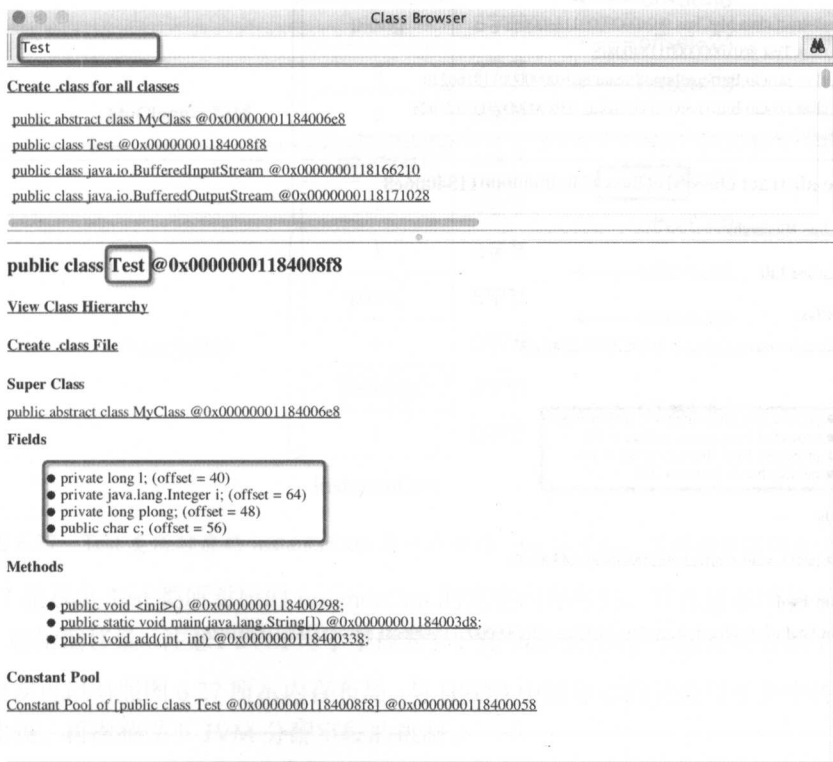 Class Browser
Test
Create .class for all classes
public abstract class MyClass @0x00000001184006e8
public class Test @0x00000001184008f8
public class java.io.BufferedInputStream @0x0000000118166210
public class java.io.BufferedOutputStream @0x0000000118171028
public class Test @0x00000001184008f8
View Class Hierarchy
Create .class File
Super Class
public abstract class MyClass @0x00000001184006e8
Fields
● private long l; (offset = 40)
● private java.lang.Integer i; (offset = 64)
● private long plong; (offset = 48)
● public char c; (offset = 56)
Methods
● public void <init>() @0x0000000118400298;
● public static void main(java.lang.String[]) @0x00000001184003d8;
● public void add(int, int) @0x0000000118400338;
Constant Pool
Constant Pool of [public class Test @0x00000001184008f8] @0x0000000118400058